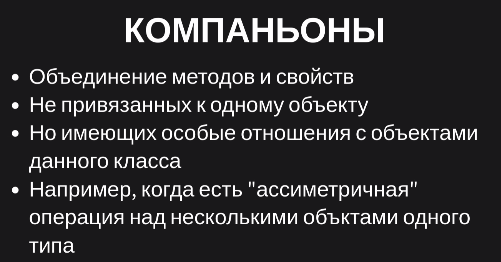 КОМПАНЬОНЫ
• Объединение методов и свойств
• Не привязанных к одному объекту
• Но имеющих особые отношения с объектами
данного класса
• Например, когда есть "ассиметричная"
операция над несколькими объктами одного
типа